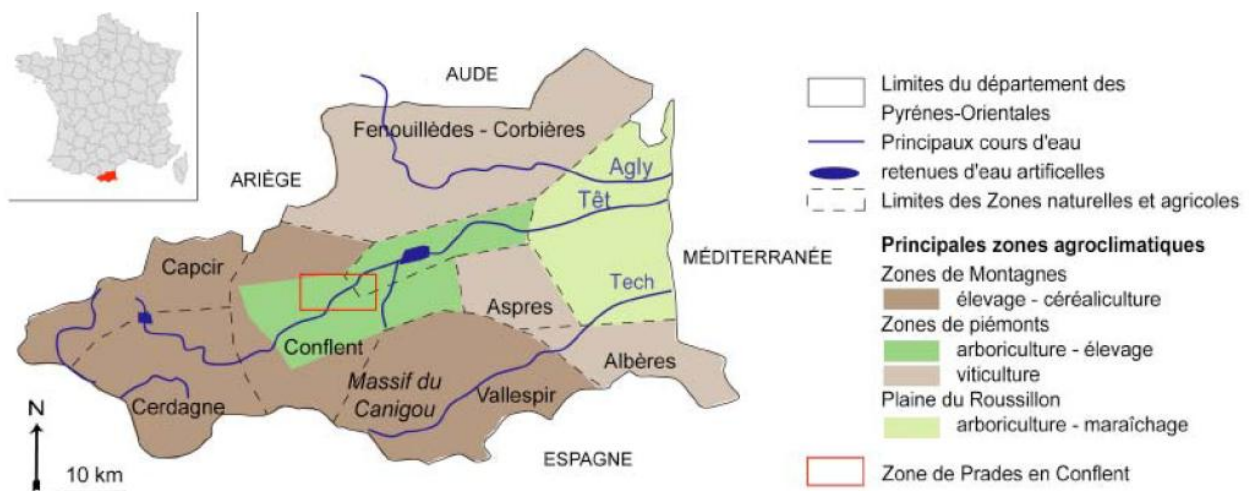 AUDE
Fenouillèdes - Corbières
ARIÈGE
Agly
Têt
Capcir
MÉDITERRANÉE
Tech
Aspres
Conflent
Albères
Massif du
Canigou
Vallespir
Cerdagne
N
10 km
ESPAGNE
Limites du département des
Pyrénes-Orientales
Principaux cours d'eau
retenues d'eau artificelles
Limites des Zones naturelles et agricoles
Principales zones agroclimatiques
Zones de Montagnes
élevage - céréaliculture
Zones de piémonts
arboriculture - élevage
viticulture
Plaine du Roussillon
arboriculture - maraîchage
Zone de Prades en Conflent